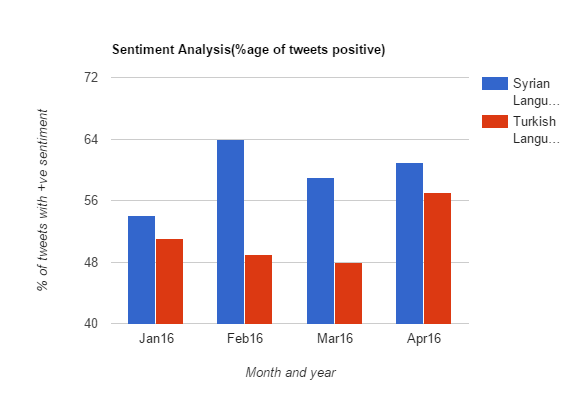 Sentiment Analysis(%age of tweets positive)
% of tweets with +ve sentiment
72
64
56
48
40
Jan16
Feb16
Mar16
Apr16
Month and year
Syrian
Langu...
Turkish
Langu...